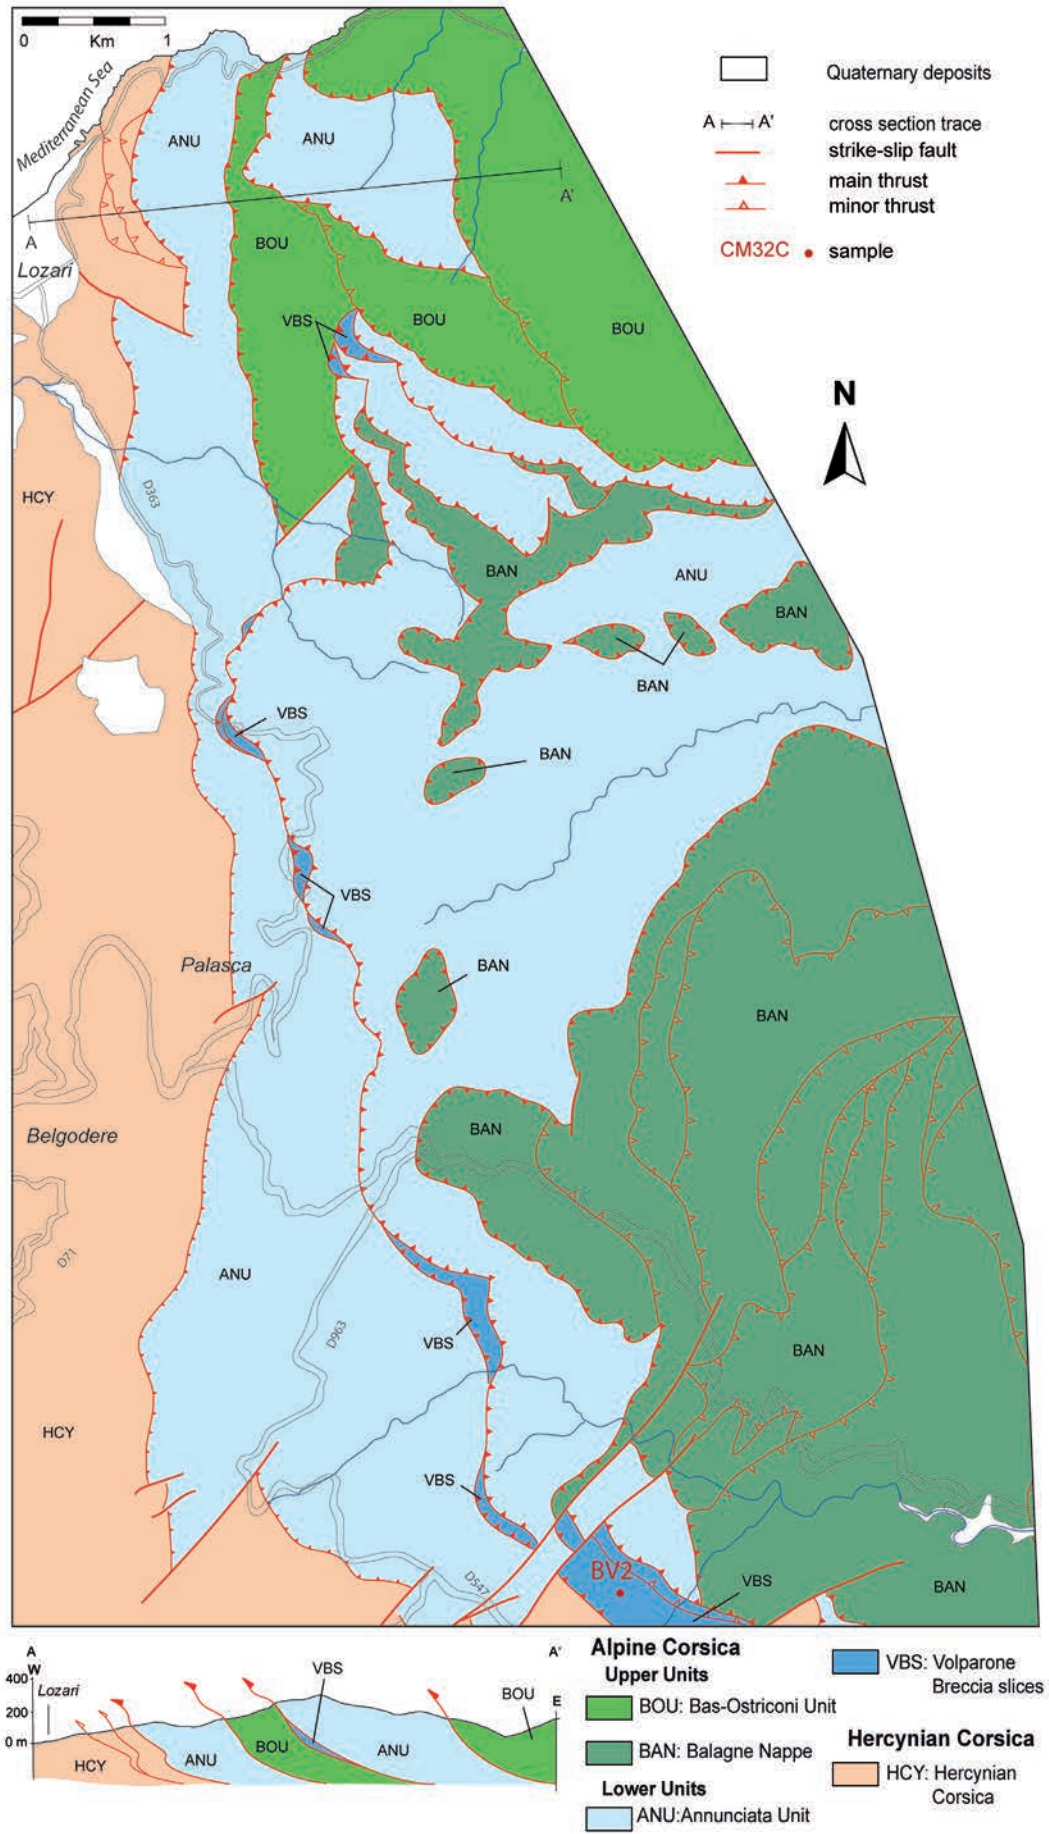 0 Km 1
Mediterranean Sea
Quaternary deposits
A A' cross section trace
strike-slip fault
main thrust
minor thrust
CM32C sample
ANU
ANU
A'
A
Lozari
BOU
VBS
BOU
BOU
N
HCY
D363
BAN
ANU
BAN
BAN
VBS
BAN
VBS
Palasca
BAN
BAN
Belgodere
BAN
D71
ANU
D963
VBS
BAN
HCY
VBS
BV2
D547
VBS
BAN
A
W
400
200
0 m
Lozari
HCY
ANU
BOU
VBS
ANU
BOU
A'
E
Alpine Corsica
Upper Units
BOU: Bas-Ostriconi Unit
BAN: Balagne Nappe
Lower Units
ANU:Annunciata Unit
VBS: Volparone
Breccia slices
Hercynian Corsica
HCY: Hercynian
Corsica